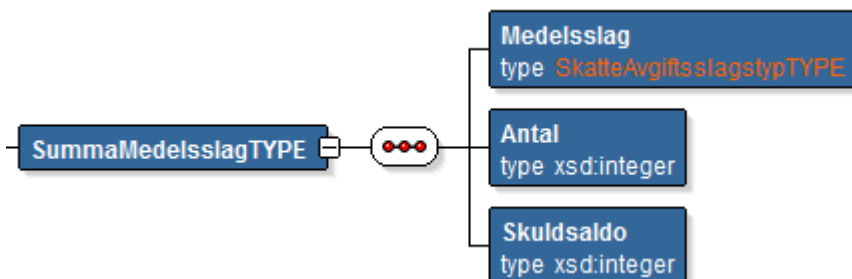 Medelsslag
type SkatteAvgiftsslagstypTYPE
SummaMedelsslagTYPE
Antal
type xsd:integer
Skuldsaldo
type xsd:integer